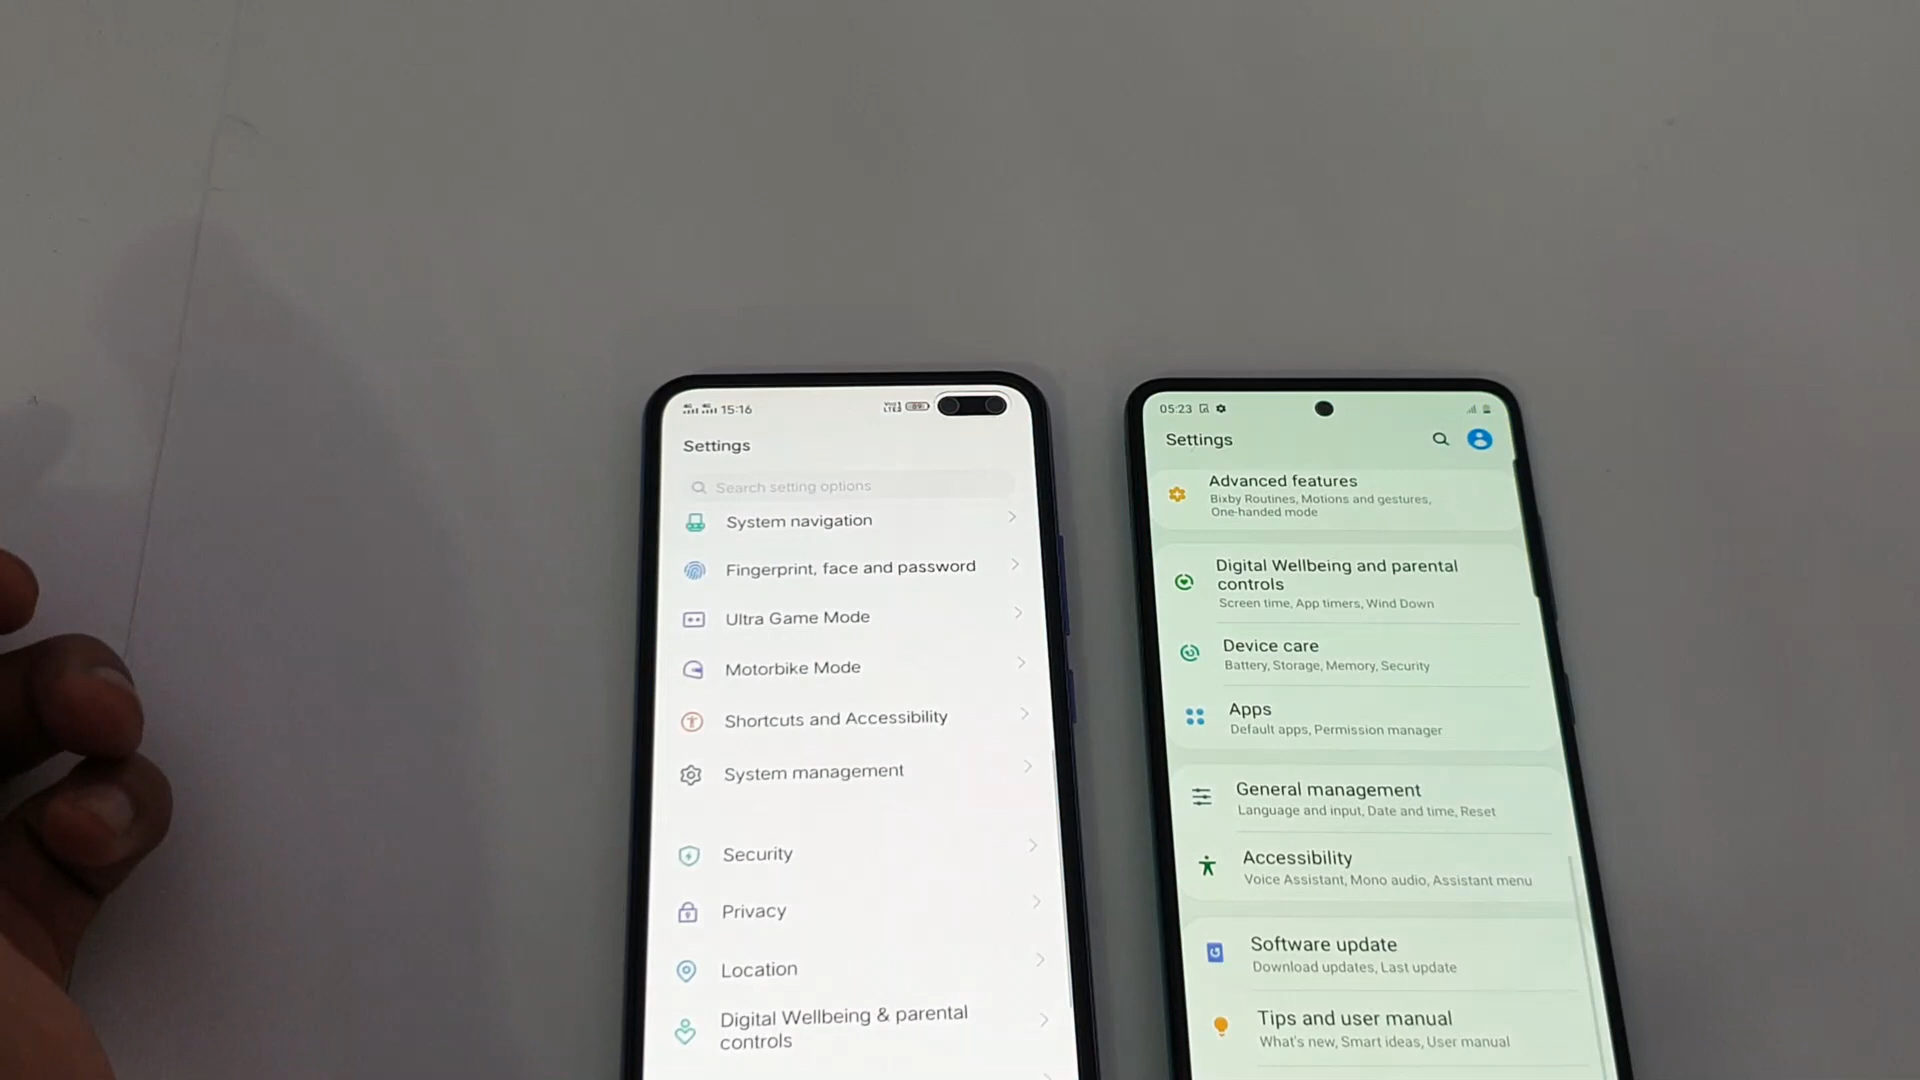 15:16
89
Settings
Search setting options
System navigation
Fingerprint, face and password
Ultra Game Mode
Motorbike Mode
Shortcuts and Accessibility
System management
Security
Privacy
Location
Digital Wellbeing & parental
controls
05:23
Settings
Advanced features
Bixby Routines, Motions and gestures,
One-handed mode
Digital Wellbeing and parental
controls
Screen time, App timers, Wind Down
Device care
Battery, Storage, Memory, Security
Apps
Default apps, Permission manager
General management
Language and input, Date and time, Reset
Accessibility
Voice Assistant, Mono audio, Assistant menu
Software update
Download updates, Last update
Tips and user manual
What's new, Smart ideas, User manual